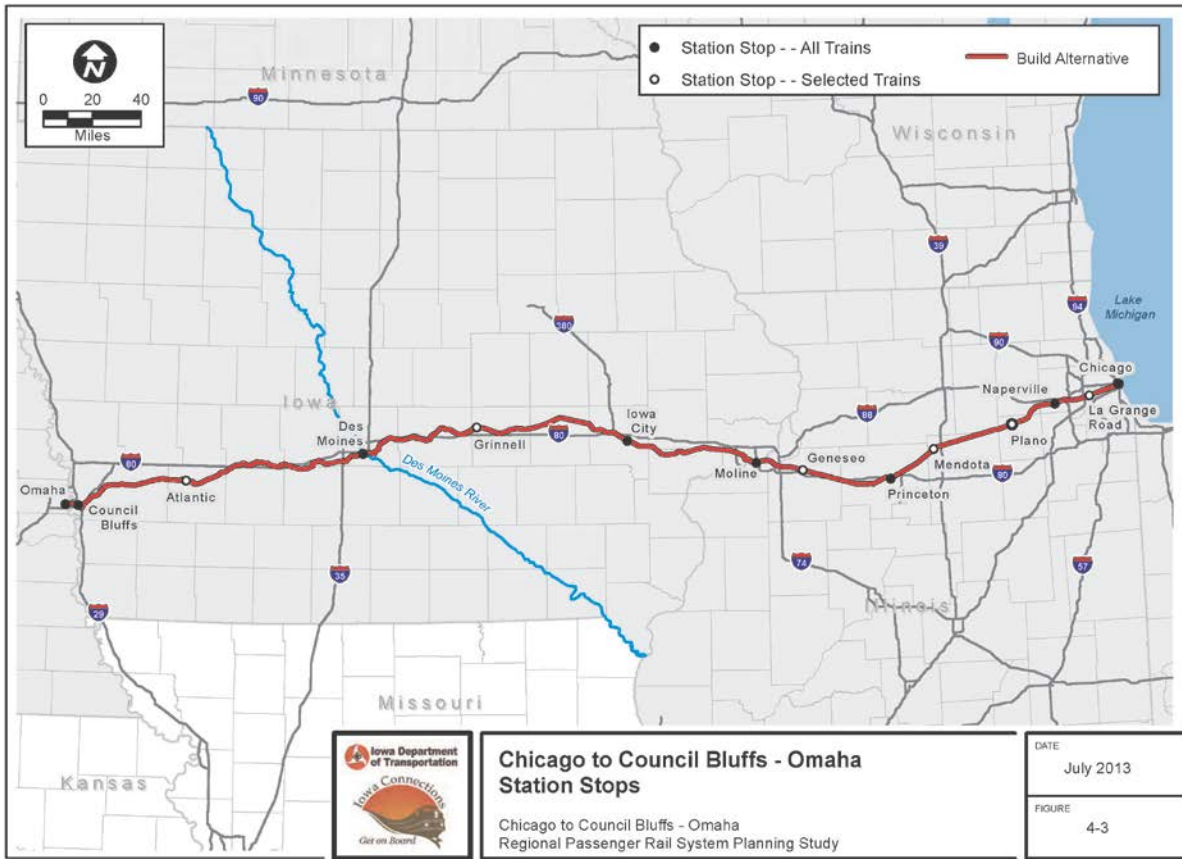 N
0 20 40
Miles
Station Stop - - All Trains
Station Stop - - Selected Trains
Build Alternative
Minnesota
90
Wisconsin
39
94
Lake
Michigan
380
90
Chicago
Naperville
Iowa
88
La Grange
Road
Des
Moines
Grinnell
80
Iowa
City
Plano
Mendota
80
Geneseo
Moline
Princeton
80
Omaha
Council
Bluffs
Atlantic
Des Moines River
35
74
57
29
Illinois
Missouri
Kansas
Iowa Department
of Transportation
Iowa Connections
Get on Board
Chicago to Council Bluffs - Omaha
Station Stops
Chicago to Council Bluffs - Omaha
Regional Passenger Rail System Planning Study
DATE
July 2013
FIGURE
4-3